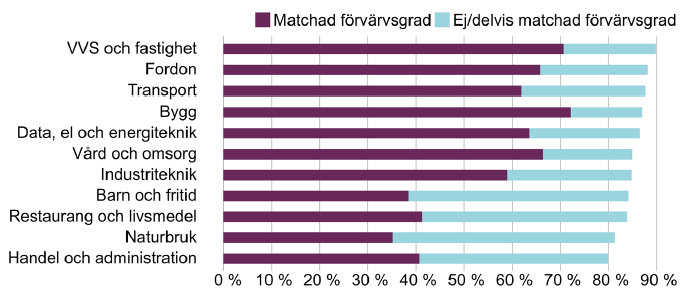 Matchad förvärvsgrad Ej/delvis matchad förvärvsgrad
VVS och fastighet
Fordon
Transport
Bygg
Data, el och energiteknik
Vård och omsorg
Industriteknik
Barn och fritid
Restaurang och livsmedel
Naturbruk
Handel och administration
0 % 10 % 20 % 30 % 40 % 50 % 60 % 70 % 80 % 90 %